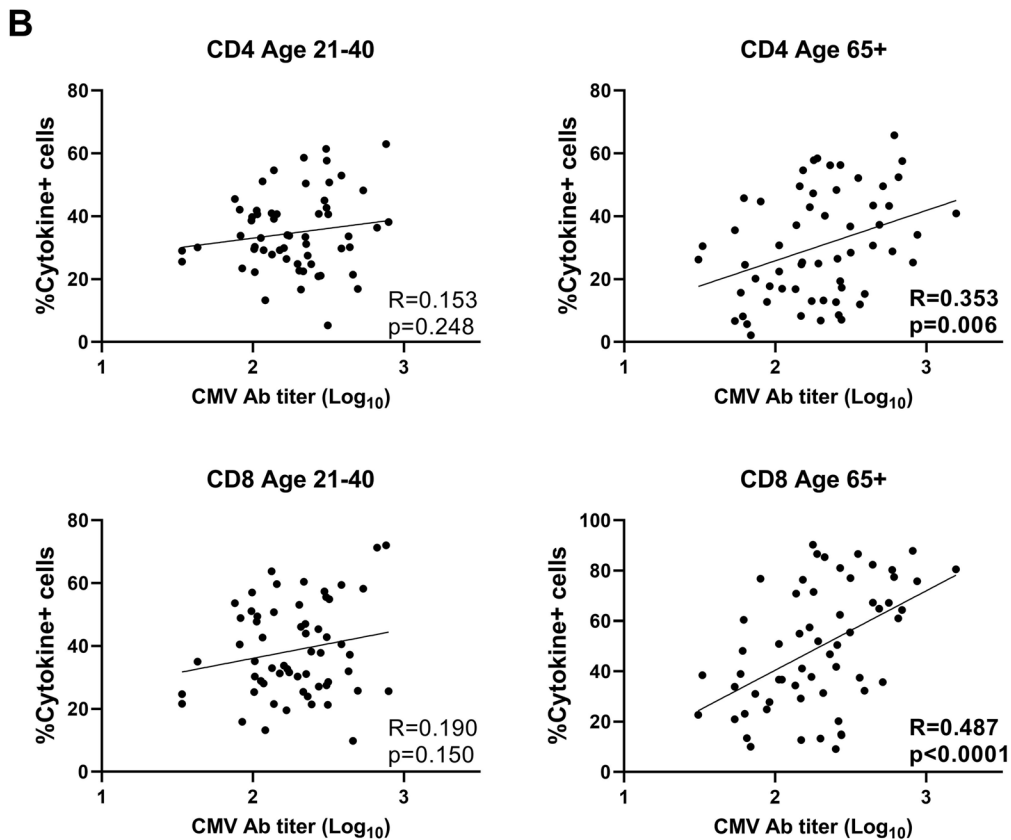 B
CD4 Age 21-40
%Cytokine+ cells
80
60
40
20
0
R=0.153
p=0.248
1 2 3
CMV Ab titer (Log₁₀)
CD4 Age 65+
%Cytokine+ cells
80
60
40
20
0
R=0.353
p=0.006
1 2 3
CMV Ab titer (Log₁₀)
CD8 Age 21-40
%Cytokine+ cells
80
60
40
20
0
R=0.190
p=0.150
1 2 3
CMV Ab titer (Log₁₀)
CD8 Age 65+
%Cytokine+ cells
100
80
60
40
20
0
R=0.487
p<0.0001
1 2 3
CMV Ab titer (Log₁₀)